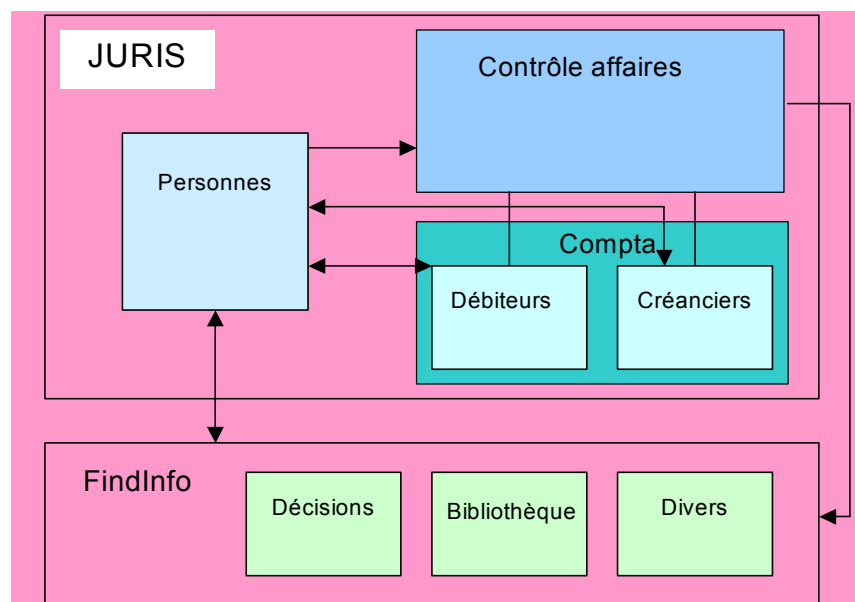 JURIS
Contrôle affaires
Personnes
Compta
Débiteurs
Créanciers
FindInfo
Décisions
Bibliothèque
Divers